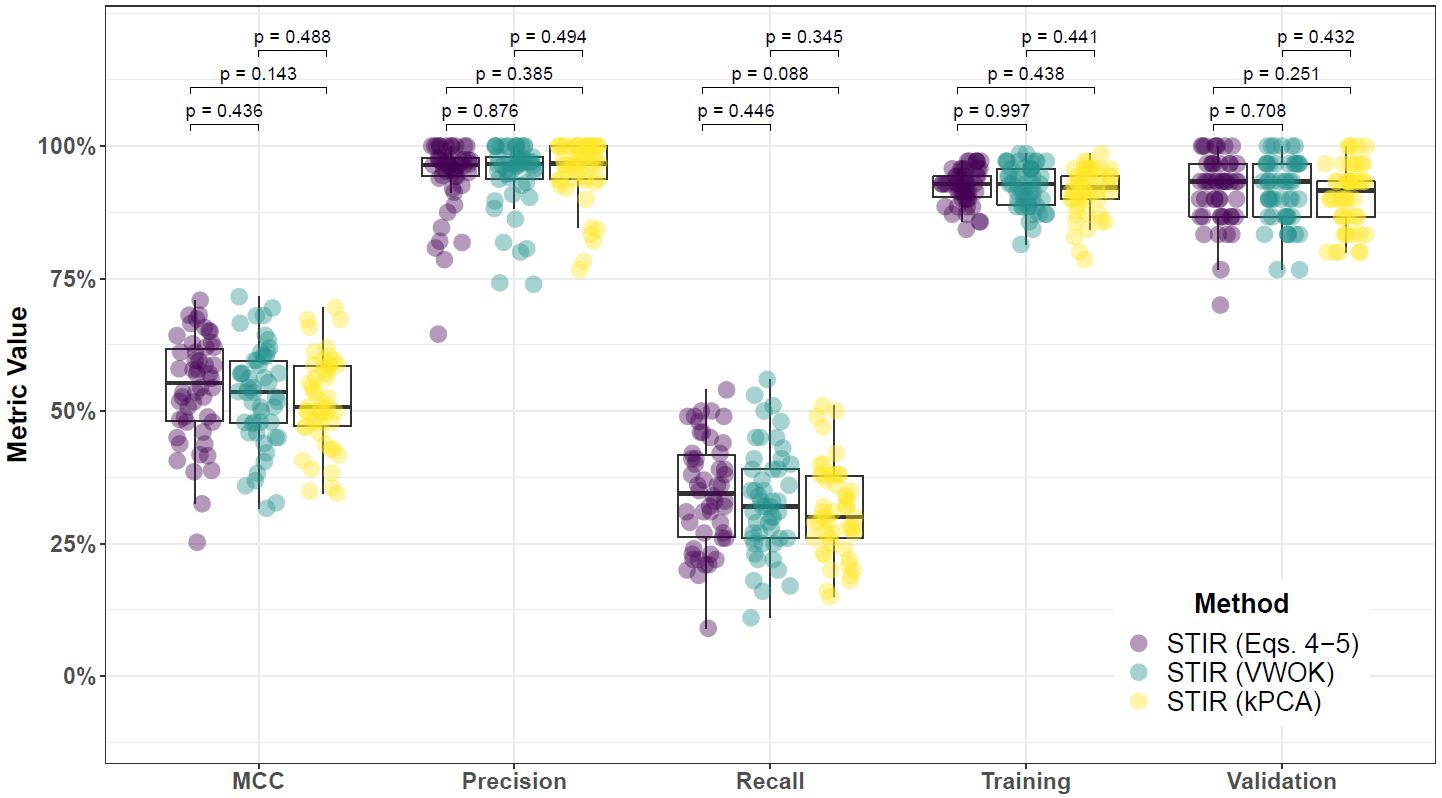 p = 0.488
p = 0.494
p = 0.345
p = 0.441
p = 0.432
p = 0.143
p = 0.385
p = 0.088
p = 0.438
p = 0.251
p = 0.436
p = 0.876
p = 0.446
p = 0.997
p = 0.708
Metric Value
100%
75%
50%
25%
0%
Method
STIR (Eqs. 4−5)
STIR (VWOK)
STIR (kPCA)
MCC
Precision
Recall
Training
Validation